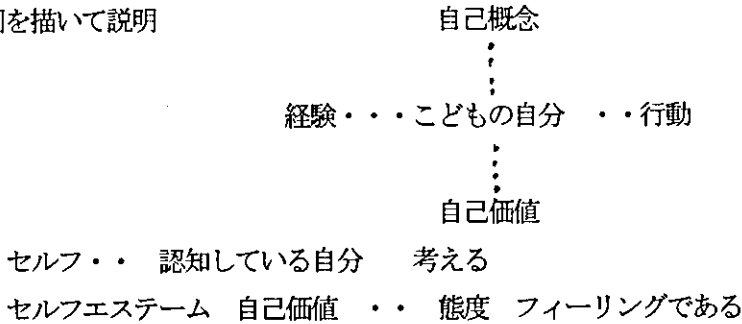 を描いて説明 自己概念
経験・・・こどもの自分 ・・行動
自己価値
セルフ・・ 認知している自分 考える
セルフエステーム 自己価値 ・・ 態度 フィーリングである